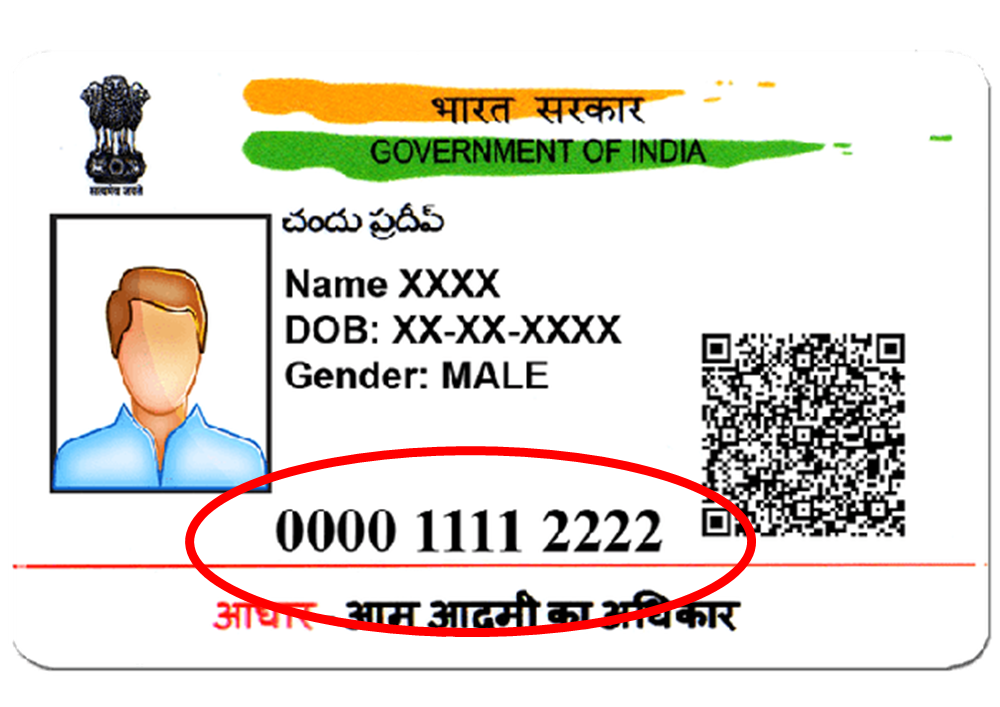 भारत सरकार
GOVERNMENT OF INDIA
सत्यमेव जयते
చందు ప్రదీప్
Name XXXX
DOB: XX-XX-XXXX
Gender: MALE
0000 1111 2222
आधार - आम आदमी का अधिकार